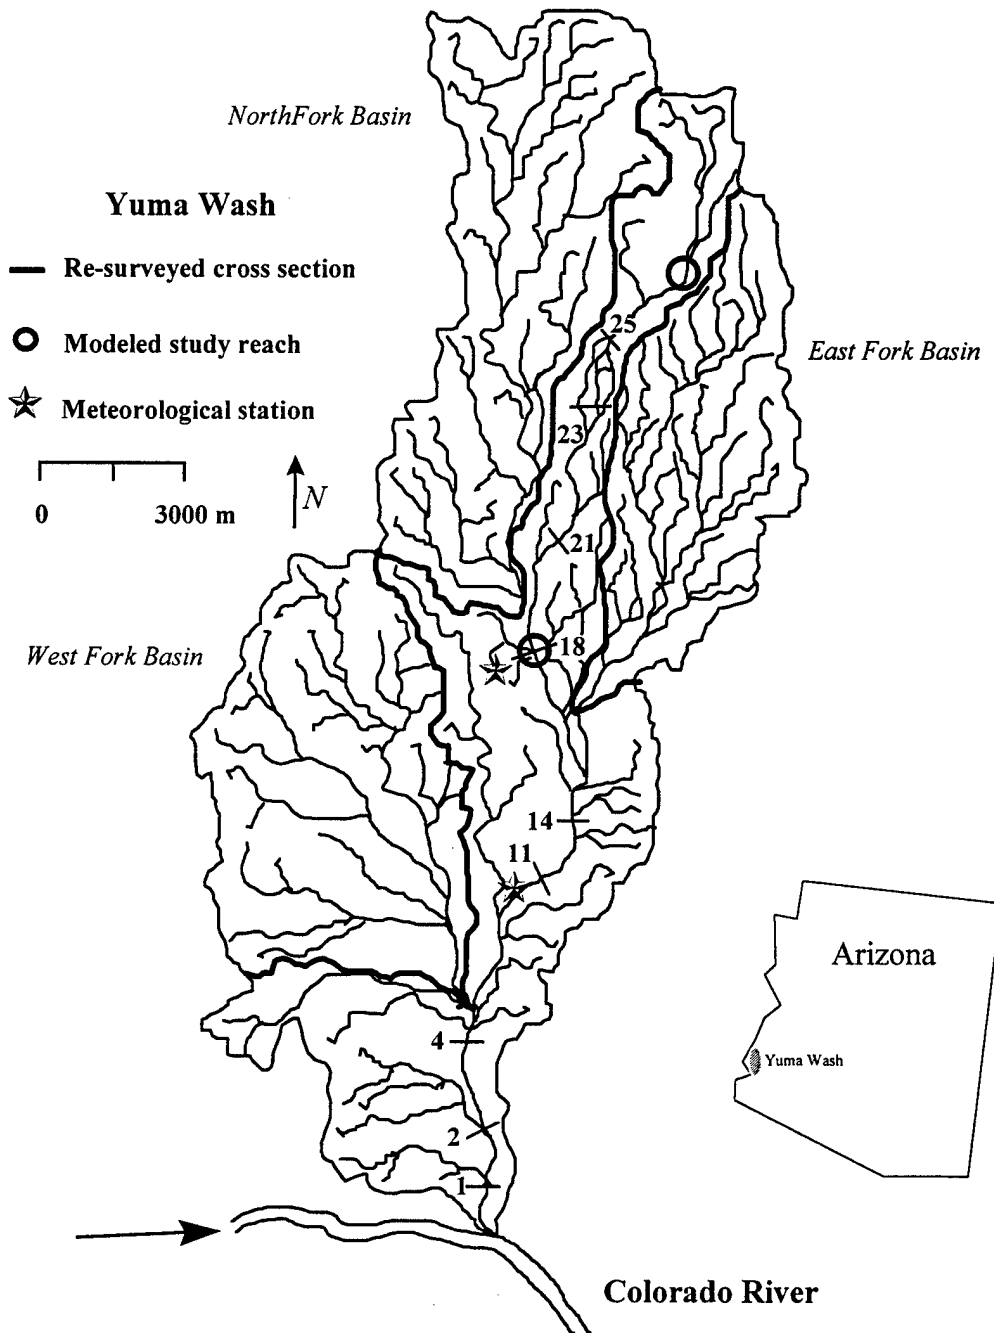 NorthFork Basin
Yuma Wash
Re-surveyed cross section
Modeled study reach
Meteorological station
0 3000 m
N
25
East Fork Basin
23
21
18
West Fork Basin
14
11
Arizona
4
Yuma Wash
2
1
Colorado River